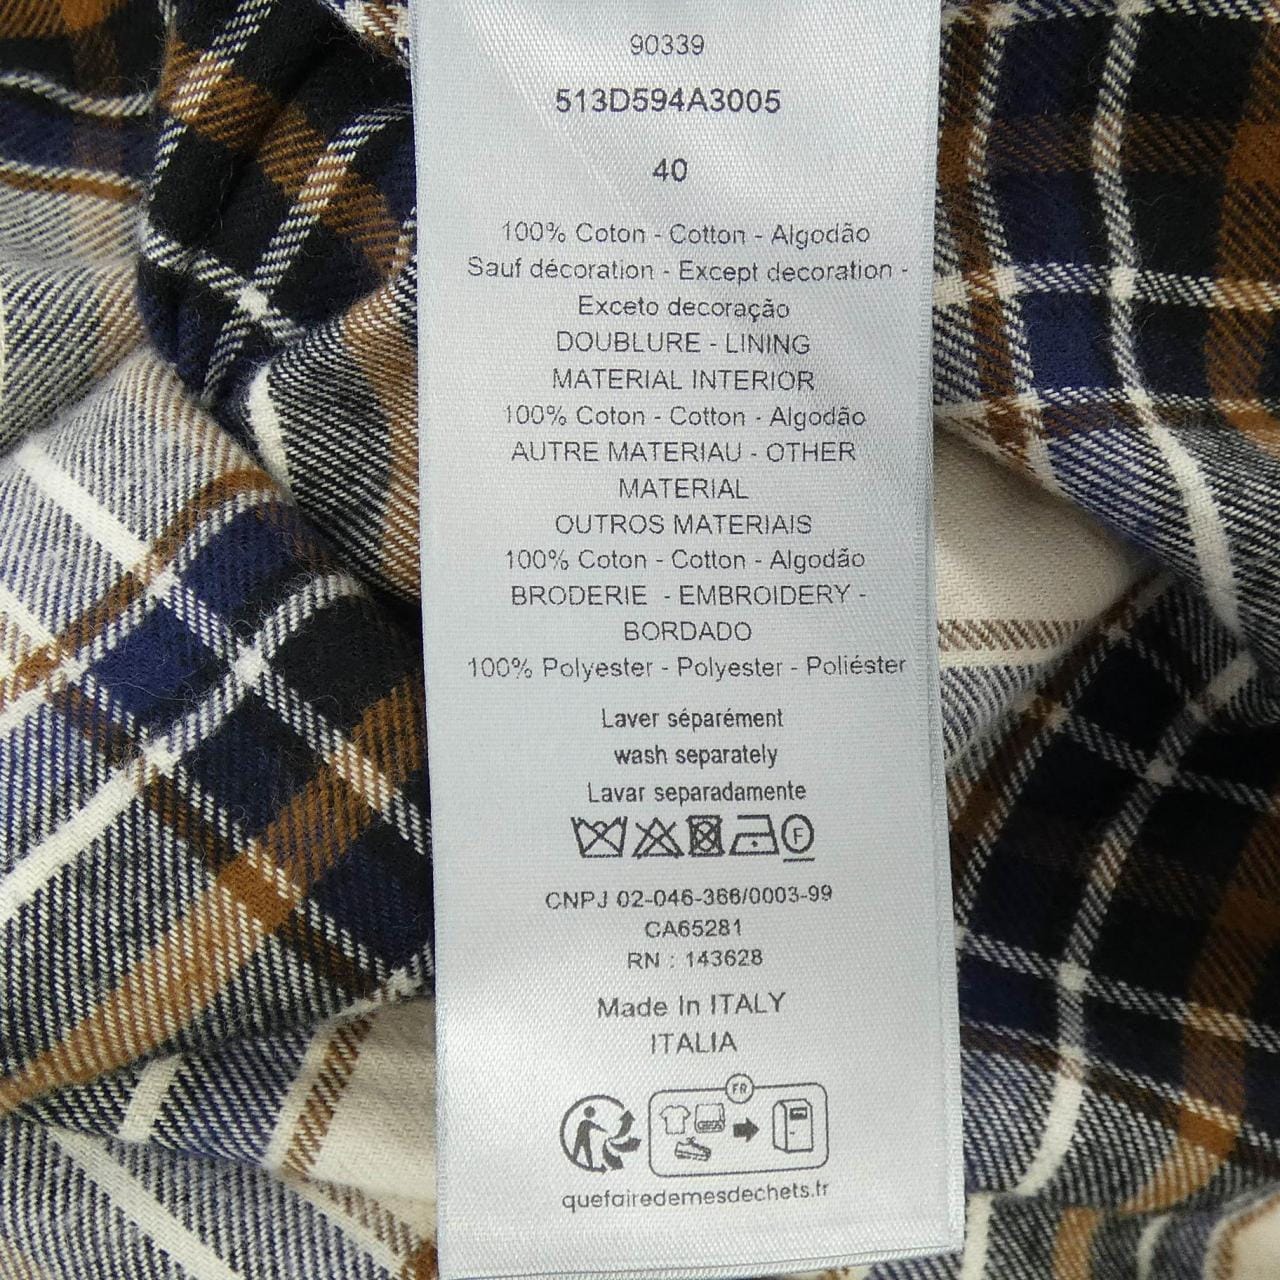 90339
513D594A3005
40
100% Coton - Cotton - Algodão
Sauf décoration - Except decoration -
Exceto decoração
DOUBLURE - LINING
MATERIAL INTERIOR
100% Coton - Cotton - Algodão
AUTRE MATERIAU - OTHER
MATERIAL
OUTROS MATERIAIS
100% Coton - Cotton - Algodão
BRODERIE - EMBROIDERY -
BORDADO
100% Polyester - Polyester - Poliéster
Laver séparément
wash separately
Lavar separadamente
F
CNPJ 02-046-366/0003-99
CA65281
RN : 143628
Made In ITALY
ITALIA
FR
quefairedemesdechets.fr